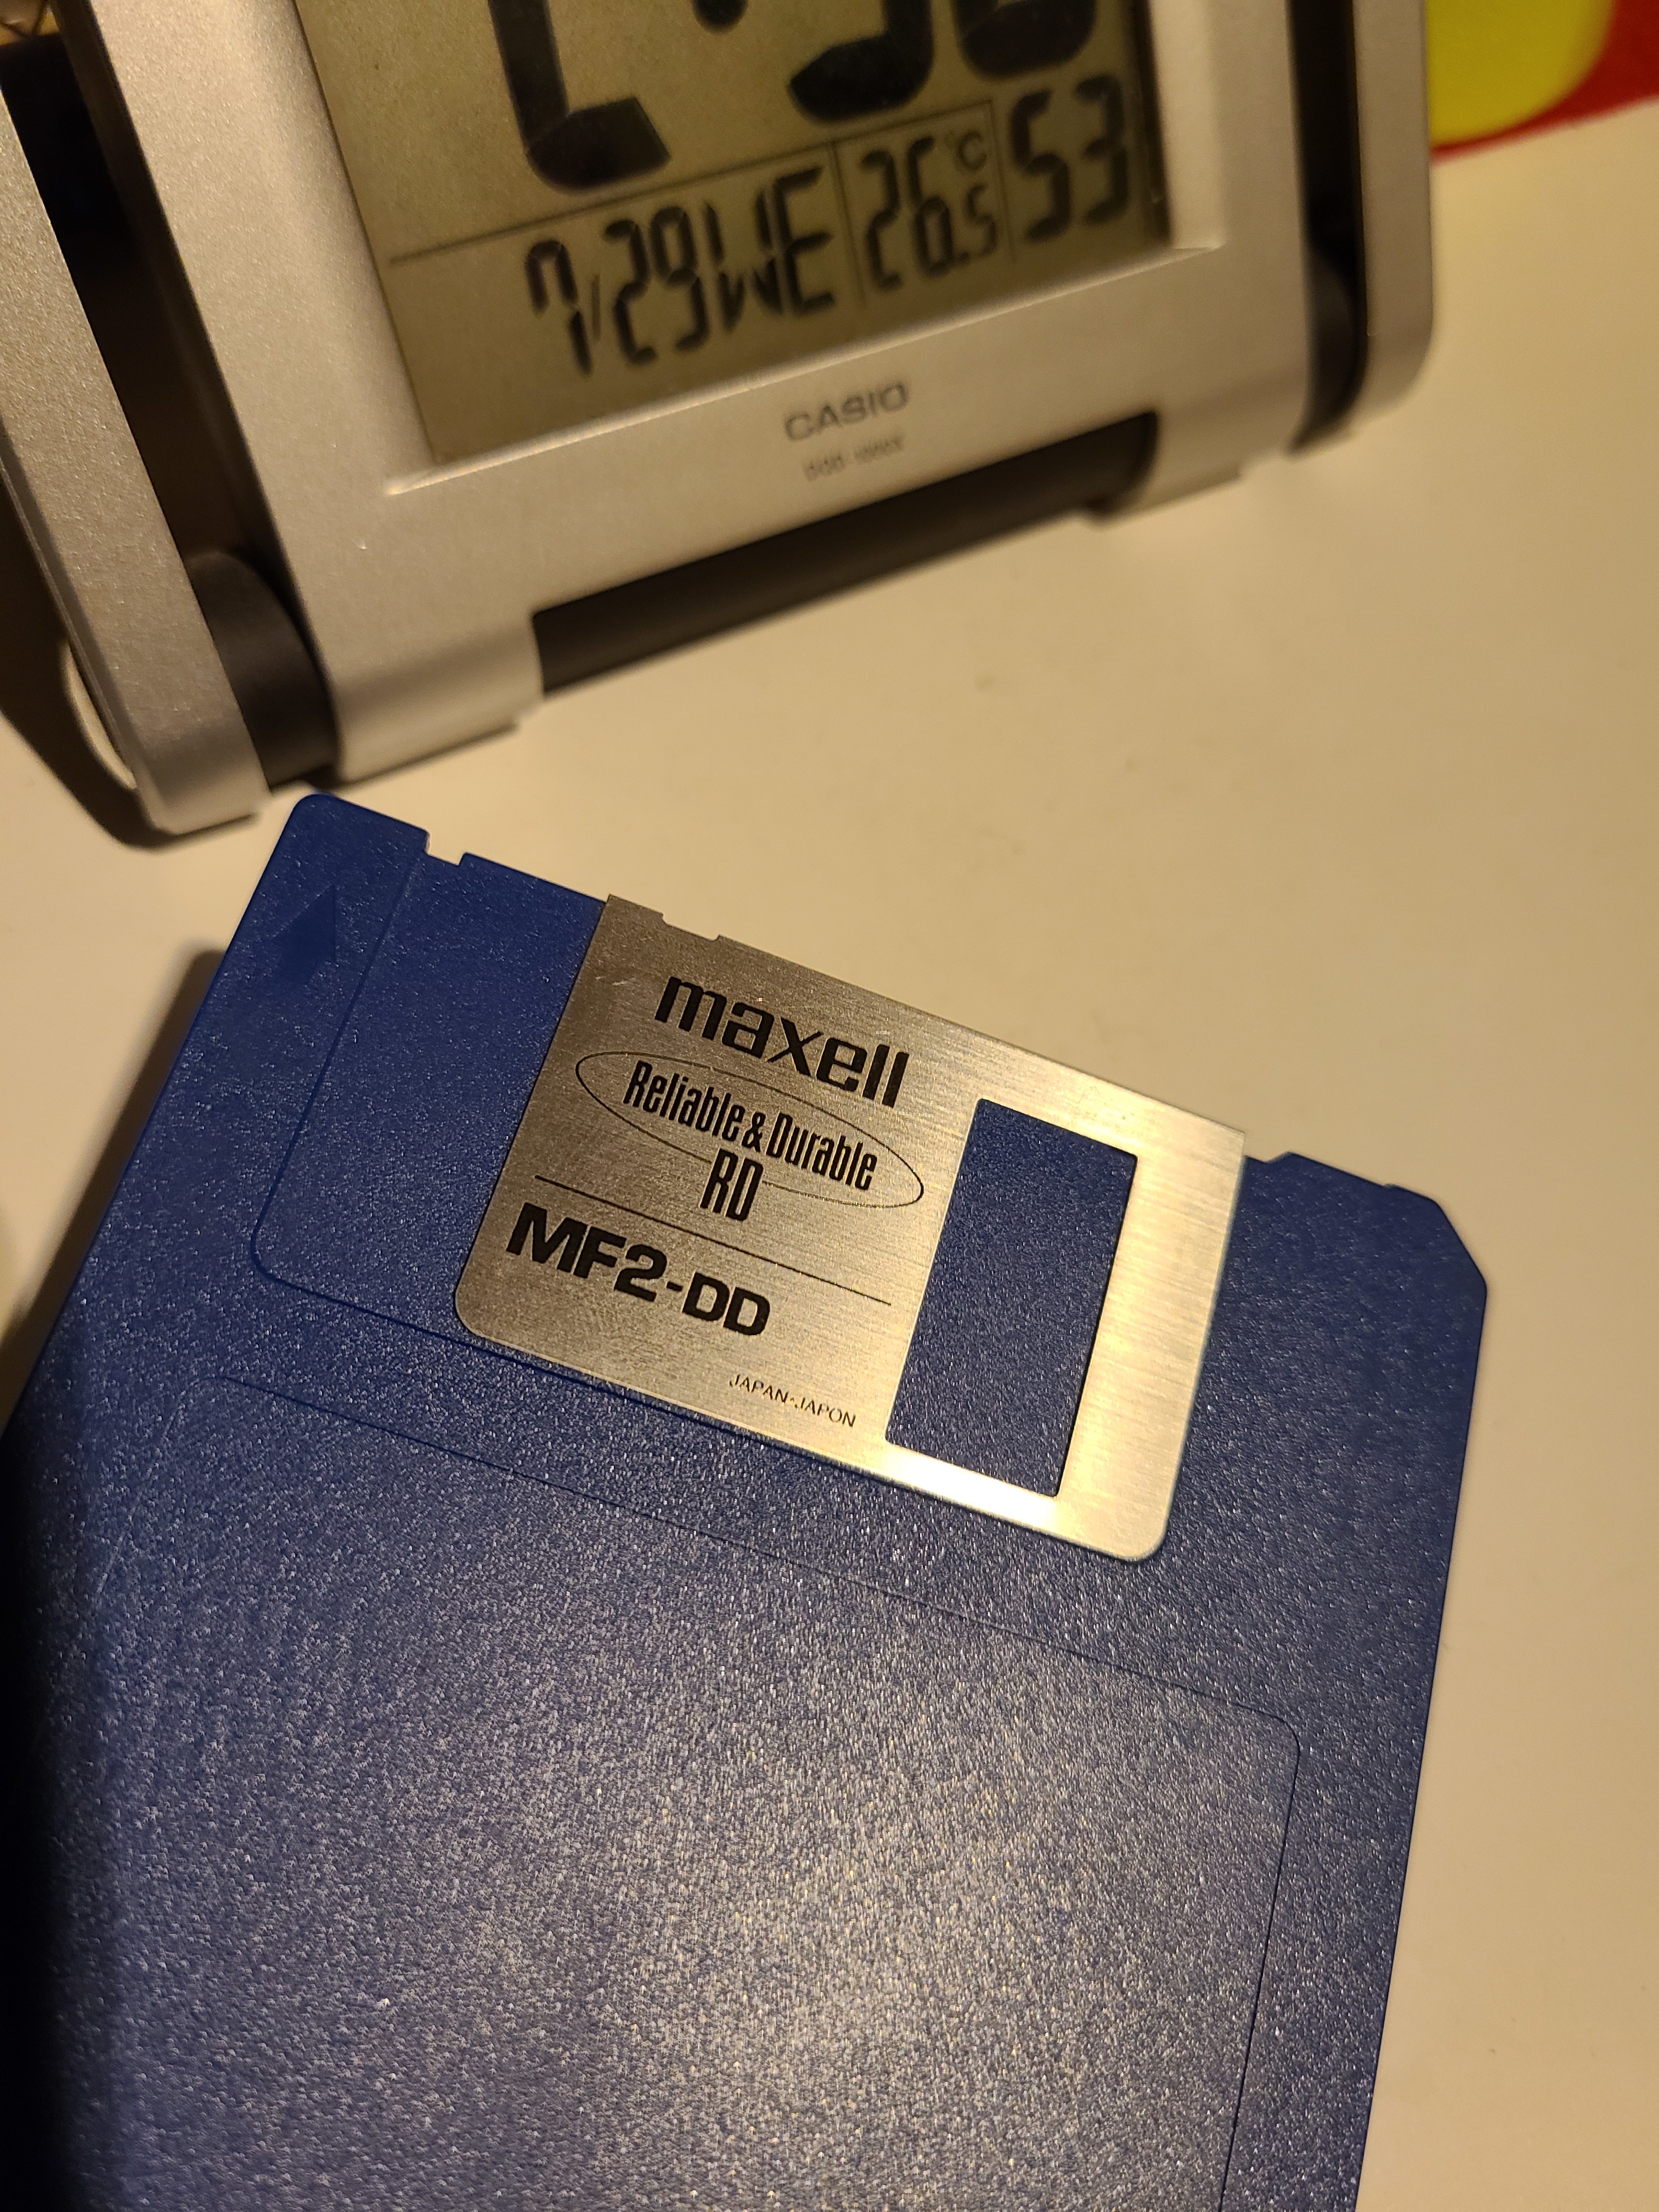 7/29 WE 26.5 °C 53
CASIO
maxell
Reliable & Durable
RD
MF2-DD
JAPAN-JAPON